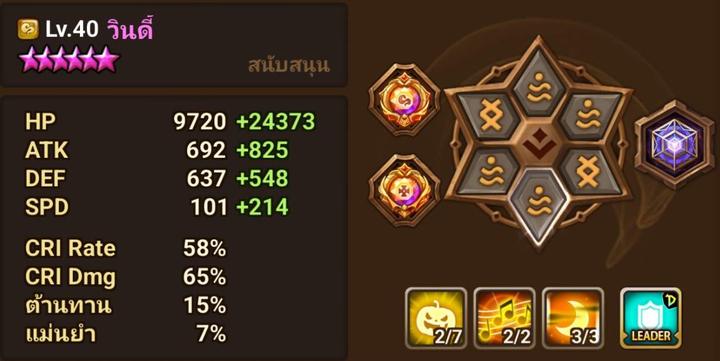 Lv.40 วินดี้
สนับสนุน
HP 9720 +24373
ATK 692 +825
DEF 637 +548
SPD 101 +214
CRI Rate 58%
CRI Dmg 65%
ต้านทาน 15%
แม่นยำ 7%
2/7 2/2 3/3 LEADER D